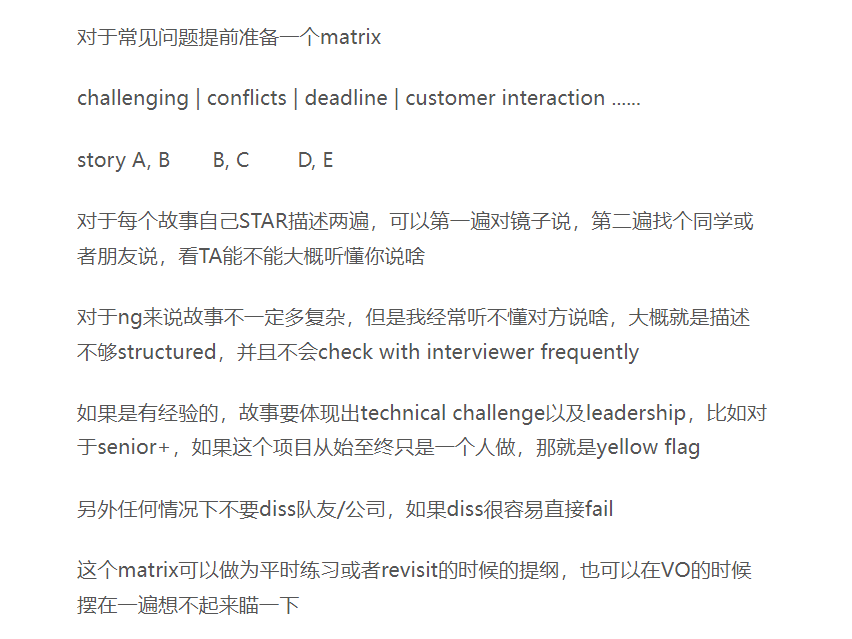 对于常见问题提前准备一个matrix
challenging | conflicts | deadline | customer interaction ......
story A, B B, C D, E
对于每个故事自己STAR描述两遍，可以第一遍对镜子说，第二遍找个同学或
者朋友说，看TA能不能大概听懂你说啥
对于ng来说故事不一定多复杂，但是我经常听不懂对方说啥，大概就是描述
不够structured，并且不会check with interviewer frequently
如果是有经验的，故事要体现出technical challenge以及leadership，比如对
于senior+，如果这个项目从始至终只是一个人做，那就是yellow flag
另外任何情况下不要diss队友/公司，如果diss很容易直接fail
这个matrix可以做为平时练习或者revisit的时候的提纲，也可以在VO的时候
摆在一遍想不起来瞄一下